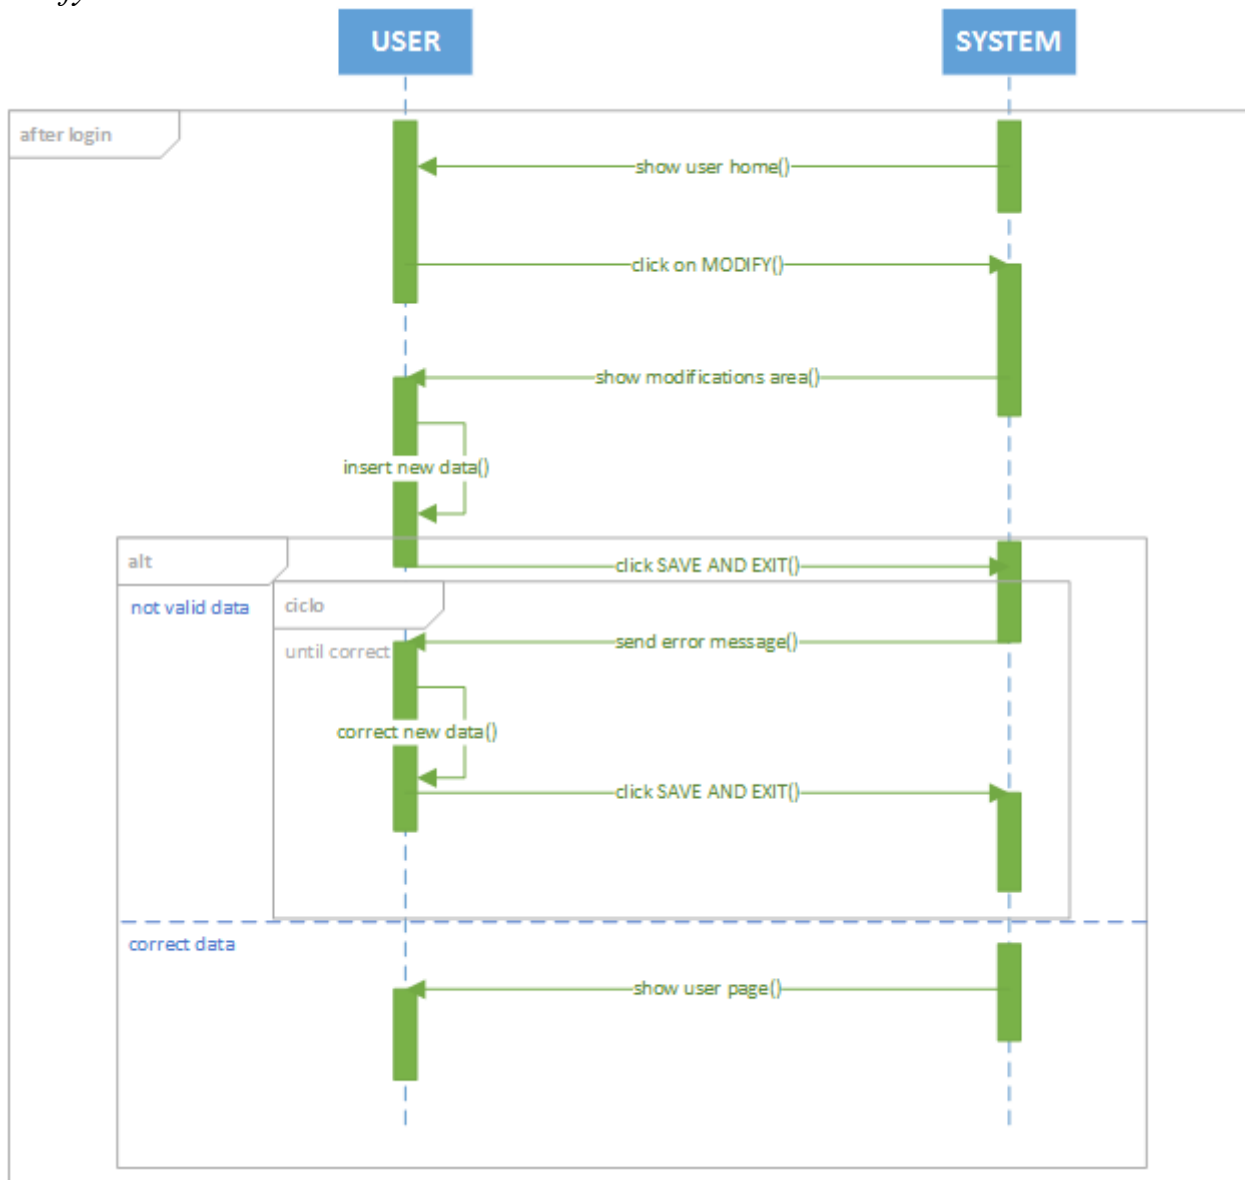 USER
SYSTEM
after login
show user home()
click on MODIFY()
show modifications area()
insert new data()
alt
click SAVE AND EXIT()
not valid data
ciclo
until correct
send error message()
correct new data()
click SAVE AND EXIT()
correct data
show user page()